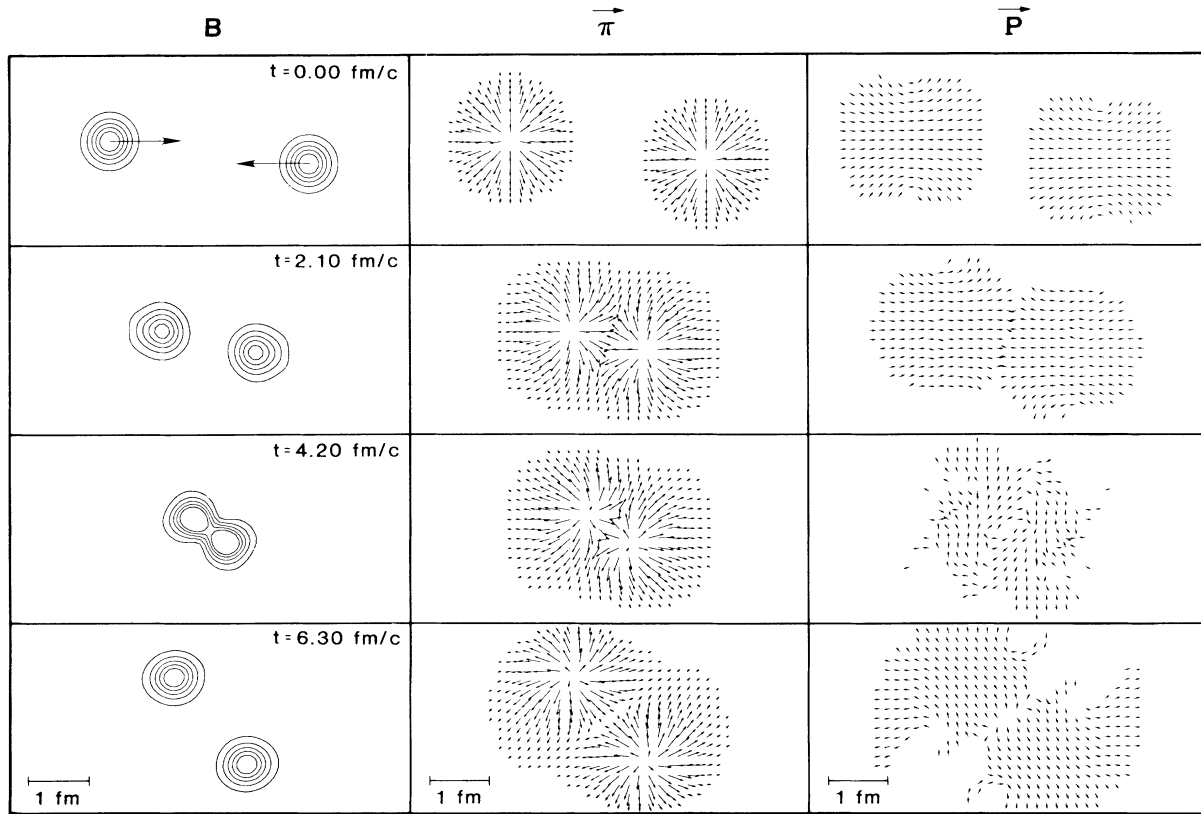 B
π
P
t=0.00 fm/c
t=2.10 fm/c
t=4.20 fm/c
t=6.30 fm/c
1 fm
1 fm
1 fm